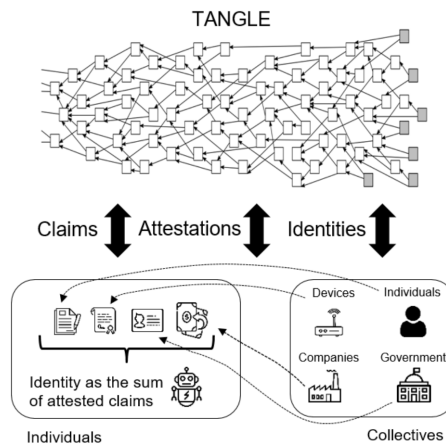 TANGLE
Claims Attestations Identities
Devices Individuals
Companies Government
Identity as the sum
of attested claims
Individuals Collectives